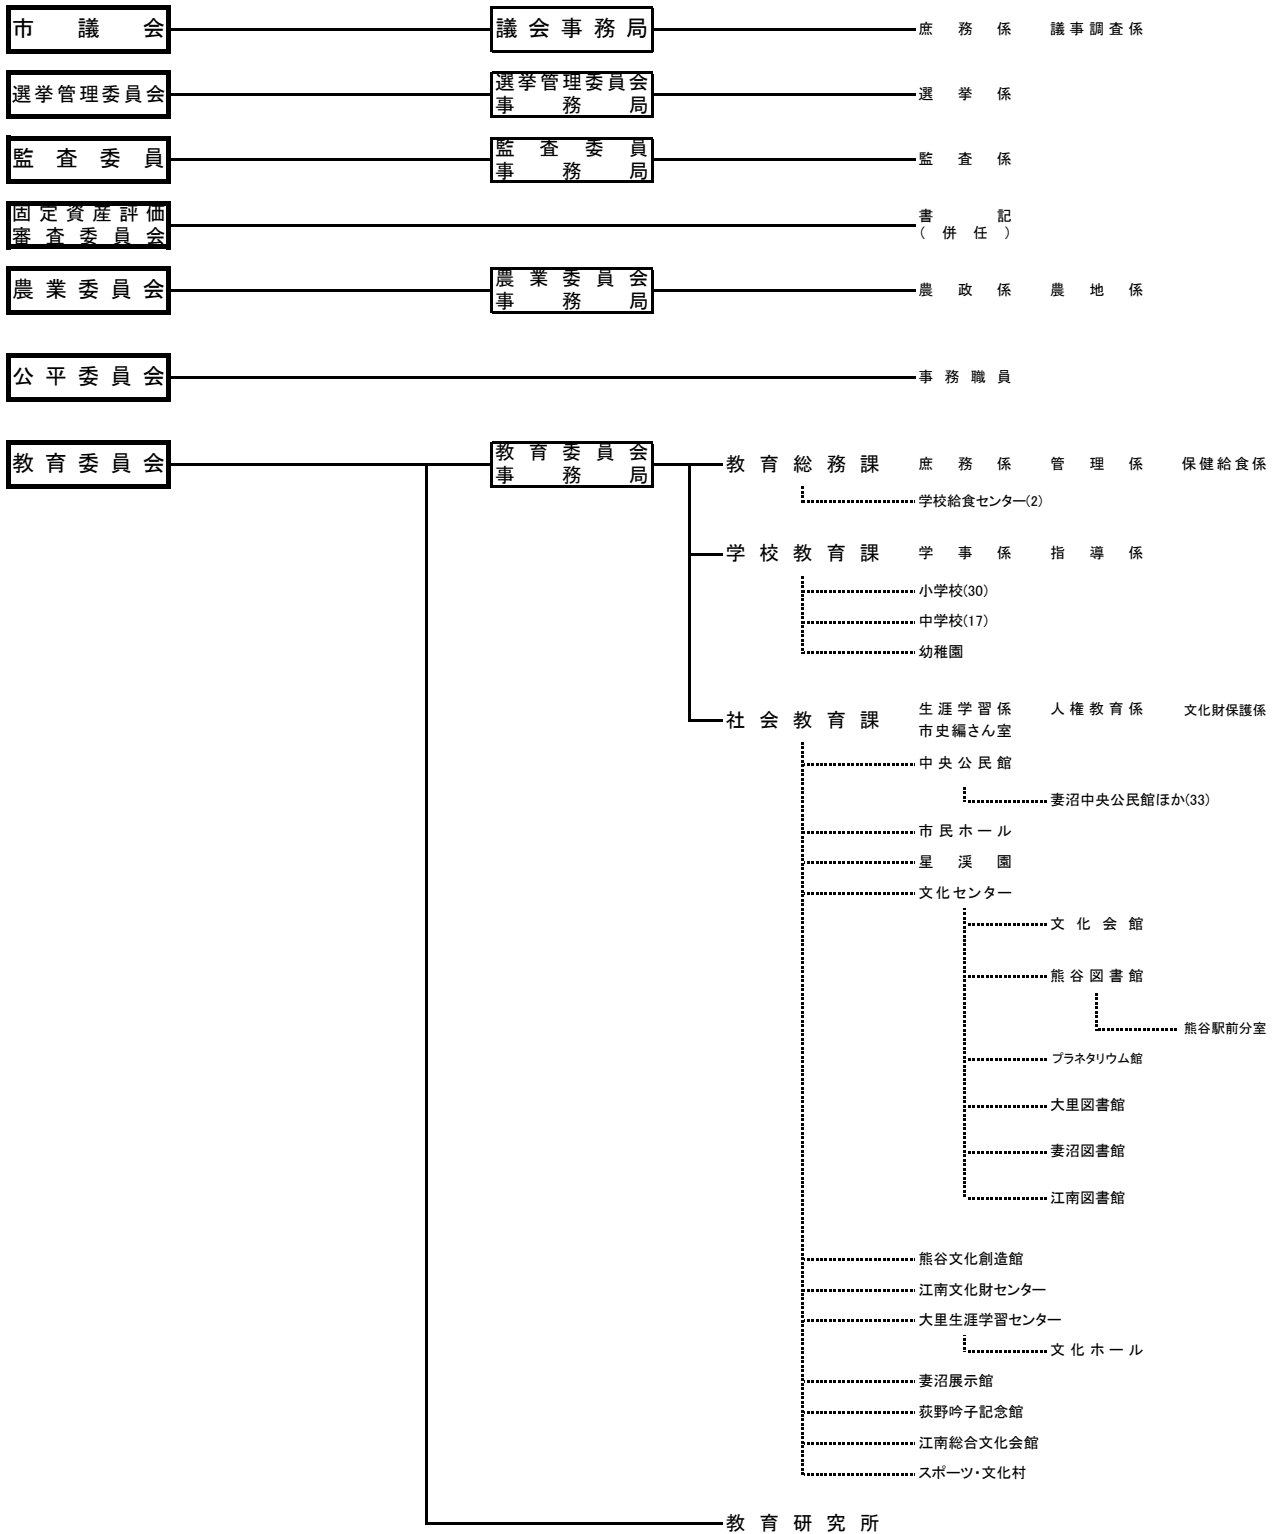 市議会 議会事務局 庶務係 議事調査係
選挙管理委員会 選挙管理委員会 選挙係
事務局
監査委員 監査委員 監査係
事務局
固定資産評価 書記
審査委員会 (併任)
農業委員会 農業委員会 農政係 農地係
事務局
公平委員会 事務職員
教育委員会 教育委員会 教育総務課 庶務係 管理係 保健給食係
事務局
学校給食センター(2)
学校教育課 学事係 指導係
小学校(30)
中学校(17)
幼稚園
社会教育課 生涯学習係 人権教育係 文化財保護係
市史編さん室
中央公民館
妻沼中央公民館ほか(33)
市民ホール
星渓園
文化センター
文化会館
熊谷図書館
熊谷駅前分室
プラネタリウム館
大里図書館
妻沼図書館
江南図書館
熊谷文化創造館
江南文化財センター
大里生涯学習センター
文化ホール
妻沼展示館
荻野吟子記念館
江南総合文化会館
スポーツ・文化村
教育研究所